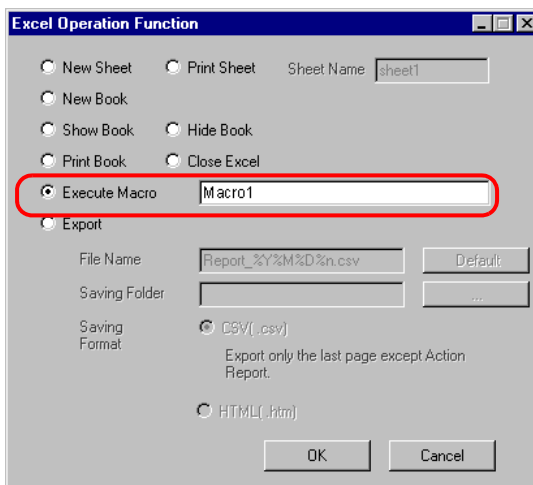 Excel Operation Function
New Sheet Print Sheet Sheet Name sheet1
New Book
Show Book Hide Book
Print Book Close Excel
Execute Macro Macro1
Export
File Name Report_%Y%M%D%n.csv Default
Saving Folder ...
Saving Format CSV(.csv)
Export only the last page except Action
Report.
HTML(.htm)
OK Cancel